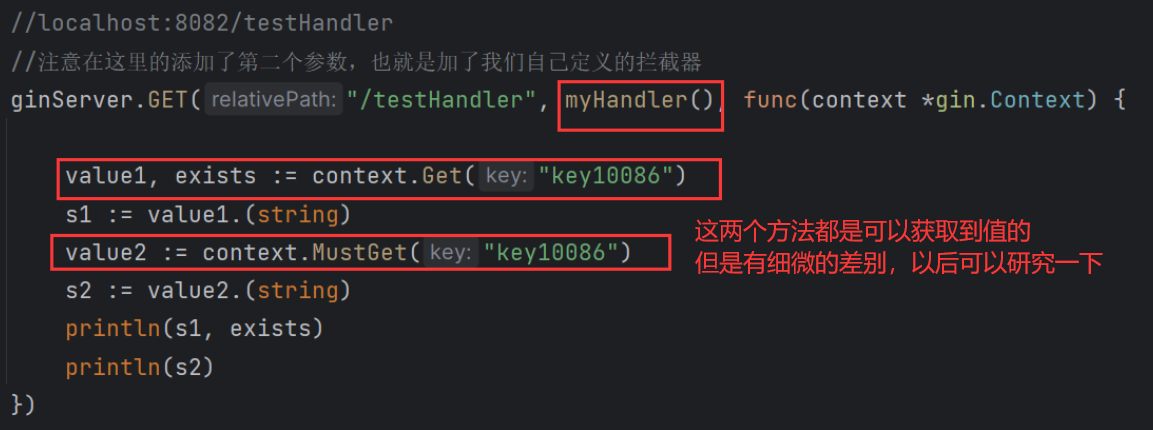 //localhost:8082/testHandler
//注意在这里的添加了第二个参数，也就是加了我们自己定义的拦截器
ginServer.GET( relativePath: "/testHandler", myHandler(), func(context *gin.Context) {
value1, exists := context.Get( key: "key10086")
s1 := value1.(string)
value2 := context.MustGet( key: "key10086")
s2 := value2.(string)
println(s1, exists)
println(s2)
})
这两个方法都是可以获取到值的
但是有细微的差别，以后可以研究一下